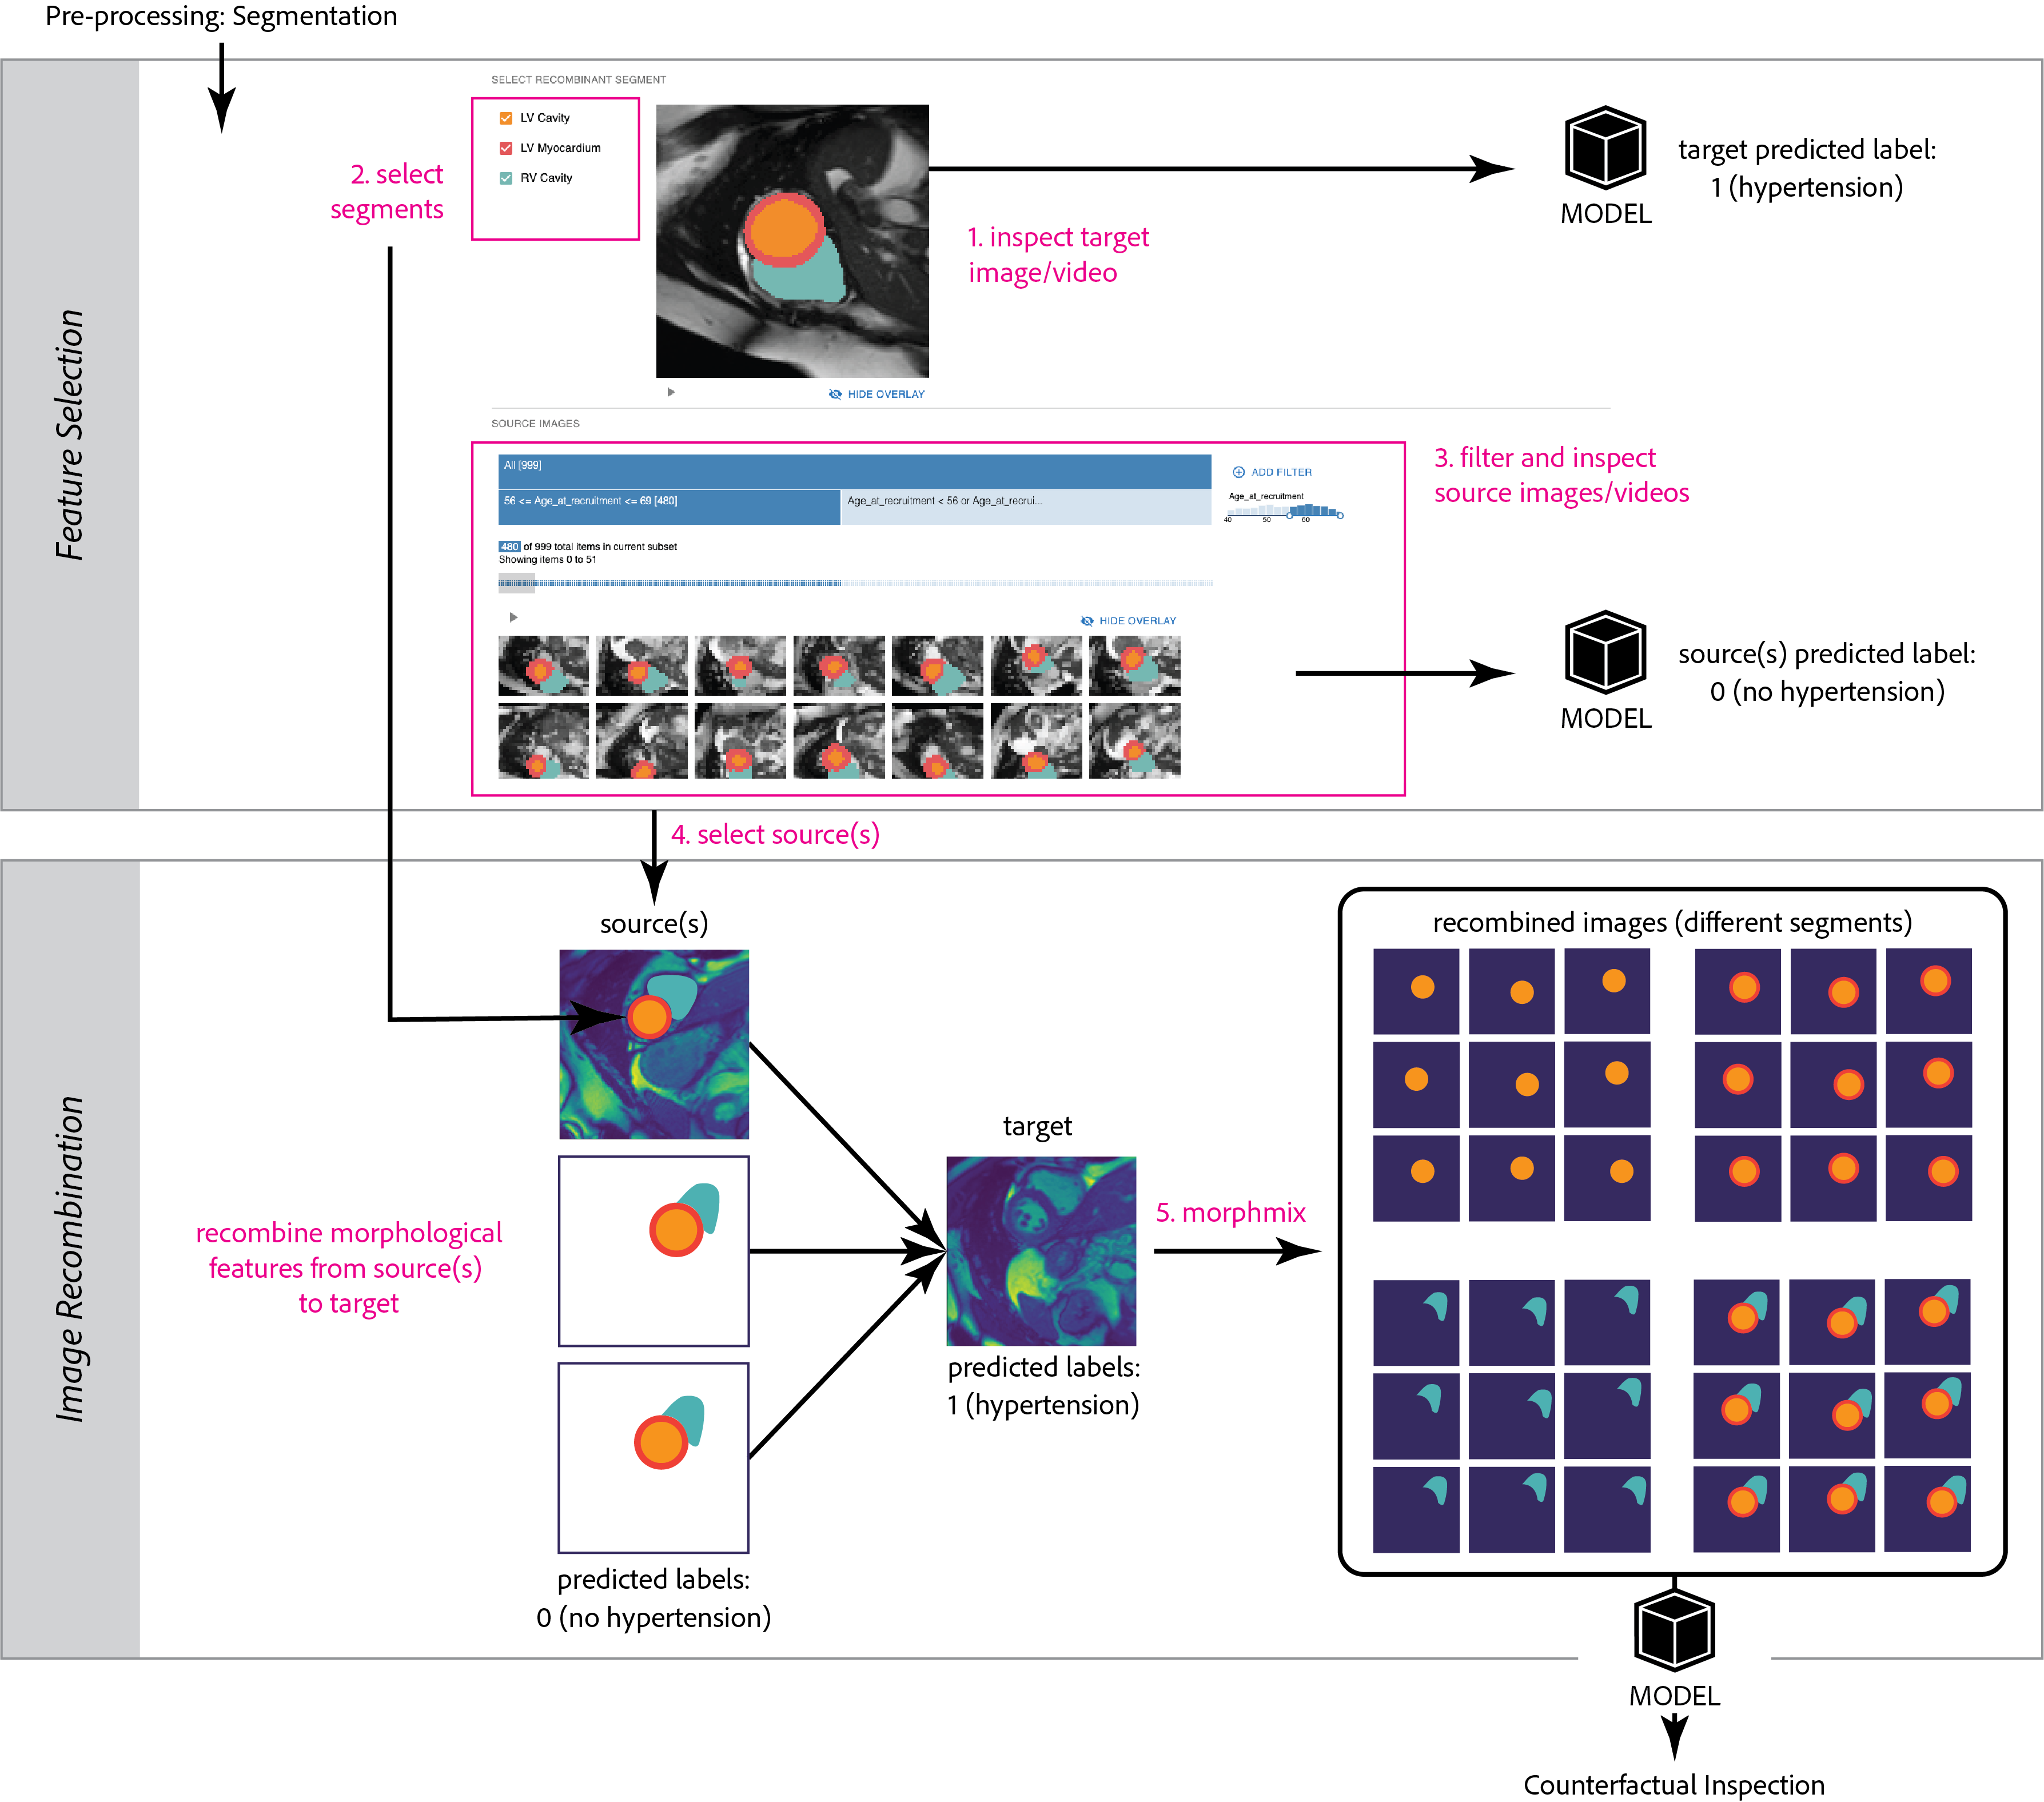 Pre-processing: Segmentation
Feature Selection
SELECT RECOMBINANT SEGMENT
LV Cavity
LV Myocardium
RV Cavity
2. select
segments
1. inspect target
image/video
MODEL
target predicted label:
1 (hypertension)
HIDE OVERLAY
SOURCE IMAGES
All [999]
56 <= Age_at_recruitment <= 69 [480]
Age_at_recruitment < 56 or Age_at_recrui...
ADD FILTER
Age_at_recruitment
40 50 60
480 of 999 total items in current subset
Showing items 0 to 51
HIDE OVERLAY
3. filter and inspect
source images/videos
MODEL
source(s) predicted label:
0 (no hypertension)
4. select source(s)
Image Recombination
source(s)
recombine morphological
features from source(s)
to target
predicted labels:
0 (no hypertension)
target
predicted labels:
1 (hypertension)
5. morphmix
recombined images (different segments)
MODEL
Counterfactual Inspection